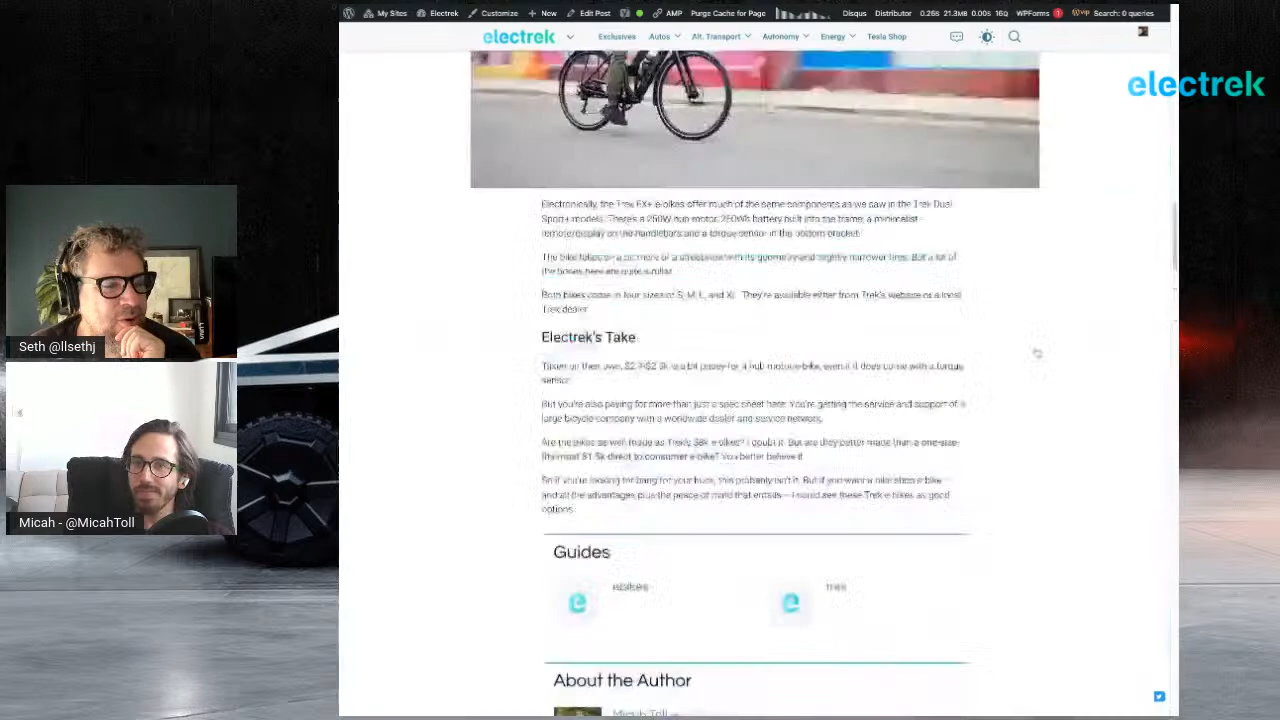 My Sites Electrek Customize New Edit Post AMP Purge Cache for Page Disqus Distributor 0.26S 21.3MB 0.00S 16Q WPForms 1 Search: 0 queries
electrek Exclusives Autos Alt. Transport Autonomy Energy Tesla Shop
electrek
Electronically, the Trek FX+ e-bikes offer much of the same components as we saw in the Trek Dual
Sport+ models. There's a 250W hub motor, 250Wh battery built into the frame, a minimalist
remote/display on the handlebars and a torque sensor in the bottom bracket.
The bike takes on a bit more of a streetbike with its geometry and slightly narrower tires. But a lot of
the bones here are quite similar.
Both bikes come in four sizes of S, M, L, and XL. They're available either from Trek's website or a local
Trek dealer.
Electrek's Take
Taken on their own, is a bit pricey for a hub motor e-bike, even if it does come with a torque
sensor.
But you're also paying for more than just a spec sheet here. You're getting the service and support of a
large bicycle company with a worldwide dealer and service network.
Are the bikes as well made as Trek's $8k e-bikes? I doubt it. But are they better made than a one-size-
fits-most $1.5k direct to consumer e-bike? You better believe it.
So if you're looking for bang for your buck, this probably isn't it. But if you want a bike shop e-bike
and all the advantages, plus the peace of mind that entails – I would see these Trek e-bikes as good
options.
Guides
ebikes
trek
About the Author
Micah Toll
Seth @llsethj
Micah - @MicahToll